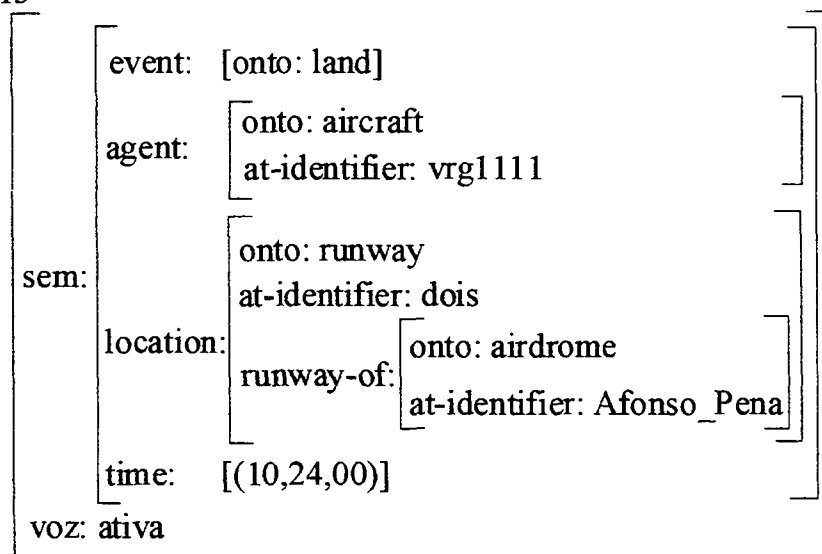 event: [onto: land]
onto: aircraft
agent:
at-identifier: vrg1111
onto: runway
sem:
at-identifier: dois
location:
onto: airdrome
runway-of:
at-identifier: Afonso_Pena
time: [(10,24,00)]
voz: ativa